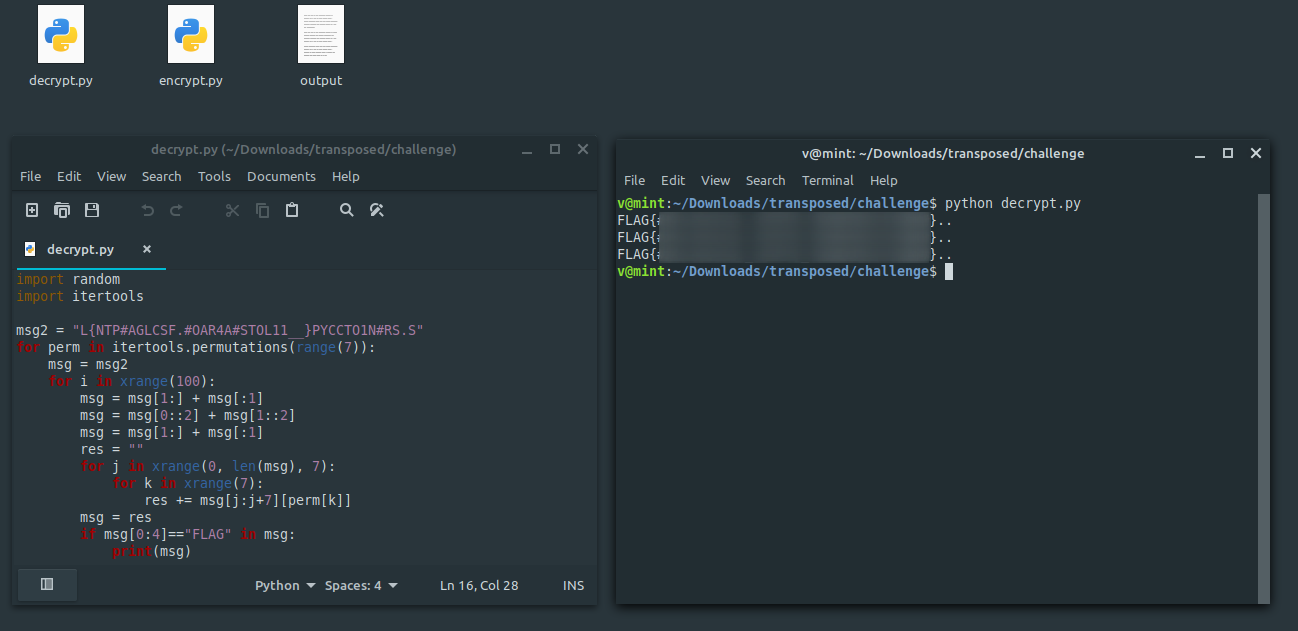 decrypt.py
encrypt.py
output
decrypt.py (~/Downloads/transposed/challenge)
File Edit View Search Tools Documents Help
decrypt.py
import random
import itertools
msg2 = "L{NTP#AGLCSF.#OAR4A#STOL11__}PYCCTO1N#RS.S"
for perm in itertools.permutations(range(7)):
    msg = msg2
    for i in xrange(100):
        msg = msg[1:] + msg[:1]
        msg = msg[0::2] + msg[1::2]
        msg = msg[1:] + msg[:1]
        res = ""
        for j in xrange(0, len(msg), 7):
            for k in xrange(7):
                res += msg[j:j+7][perm[k]]
        msg = res
        if msg[0:4]=="FLAG" in msg:
            print(msg)
Python Spaces: 4 Ln 16, Col 28 INS
v@mint: ~/Downloads/transposed/challenge
File Edit View Search Terminal Help
v@mint:~/Downloads/transposed/challenge$ python decrypt.py
FLAG{ }..
FLAG{ }..
FLAG{ }..
v@mint:~/Downloads/transposed/challenge$